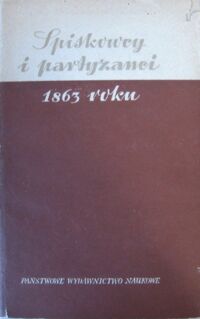 Spiskowcy
i partyzanci
1863 roku
PAŃSTWOWE WYDAWNICTWO NAUKOWE